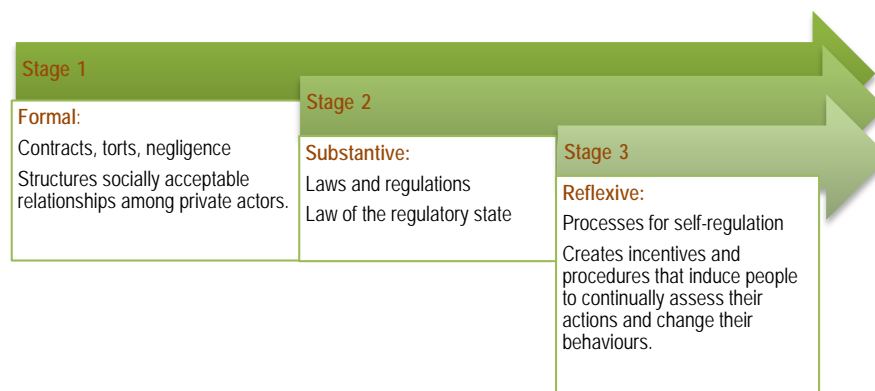 Stage 1
Formal:
Contracts, torts, negligence
Structures socially acceptable
relationships among private actors.
Stage 2
Substantive:
Laws and regulations
Law of the regulatory state
Stage 3
Reflexive:
Processes for self-regulation
Creates incentives and
procedures that induce people
to continually assess their
actions and change their
behaviours.